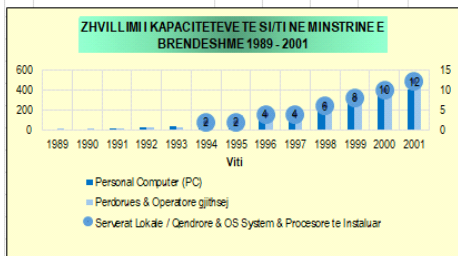 ZHVILLIMI I KAPACITETEVE TE SI/TI NE MINSTRINE E
BRENDESHME 1989 - 2001
600 15
400 10
200 5
0 0
2 2 4 4 6 8 10 12
1989 1990 1991 1992 1993 1994 1995 1996 1997 1998 1999 2000 2001
Viti
Personal Computer (PC)
Perdorues & Operatore gjithsej
Serverat Lokale / Qendrore & OS System & Procesore te Instaluar